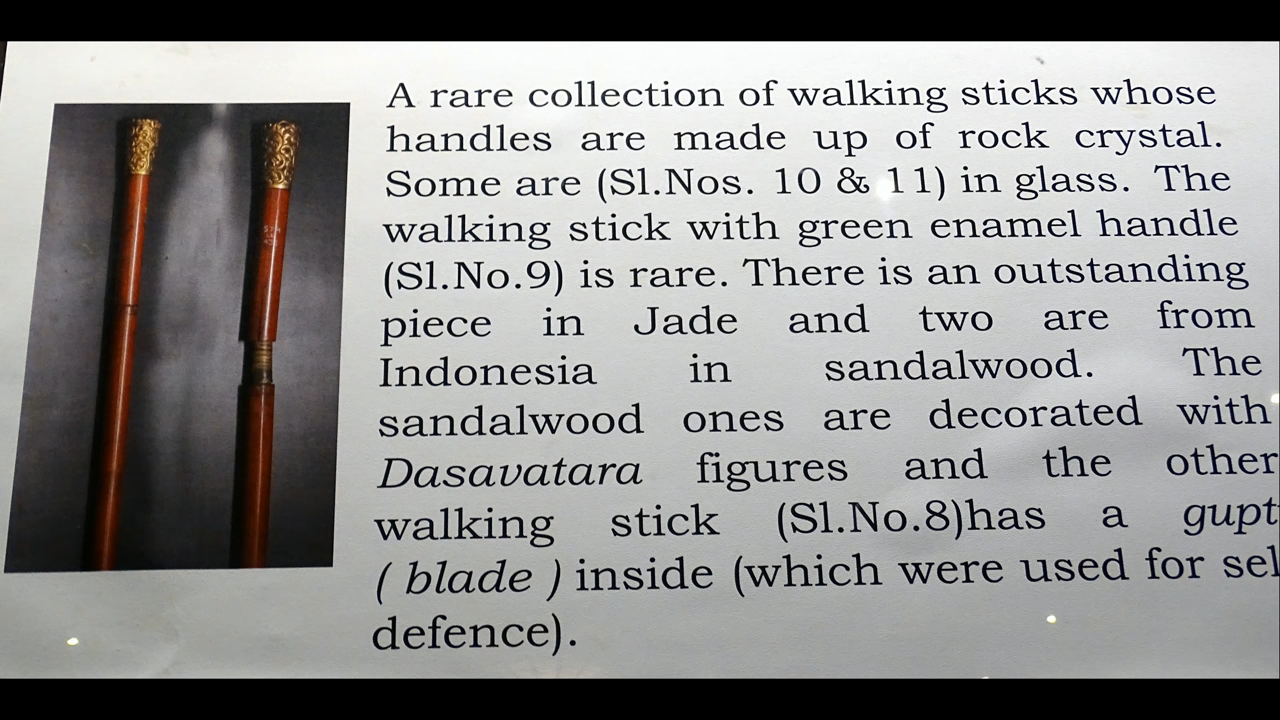 A rare collection of walking sticks whose
handles are made up of rock crystal.
Some are (Sl.Nos. 10 & 11) in glass. The
walking stick with green enamel handle
(Sl.No.9) is rare. There is an outstanding
piece in Jade and two are from
Indonesia in sandalwood. The
sandalwood ones are decorated with
Dasavatara figures and the other
walking stick (Sl.No.8)has a gupt
( blade ) inside (which were used for sel
defence).